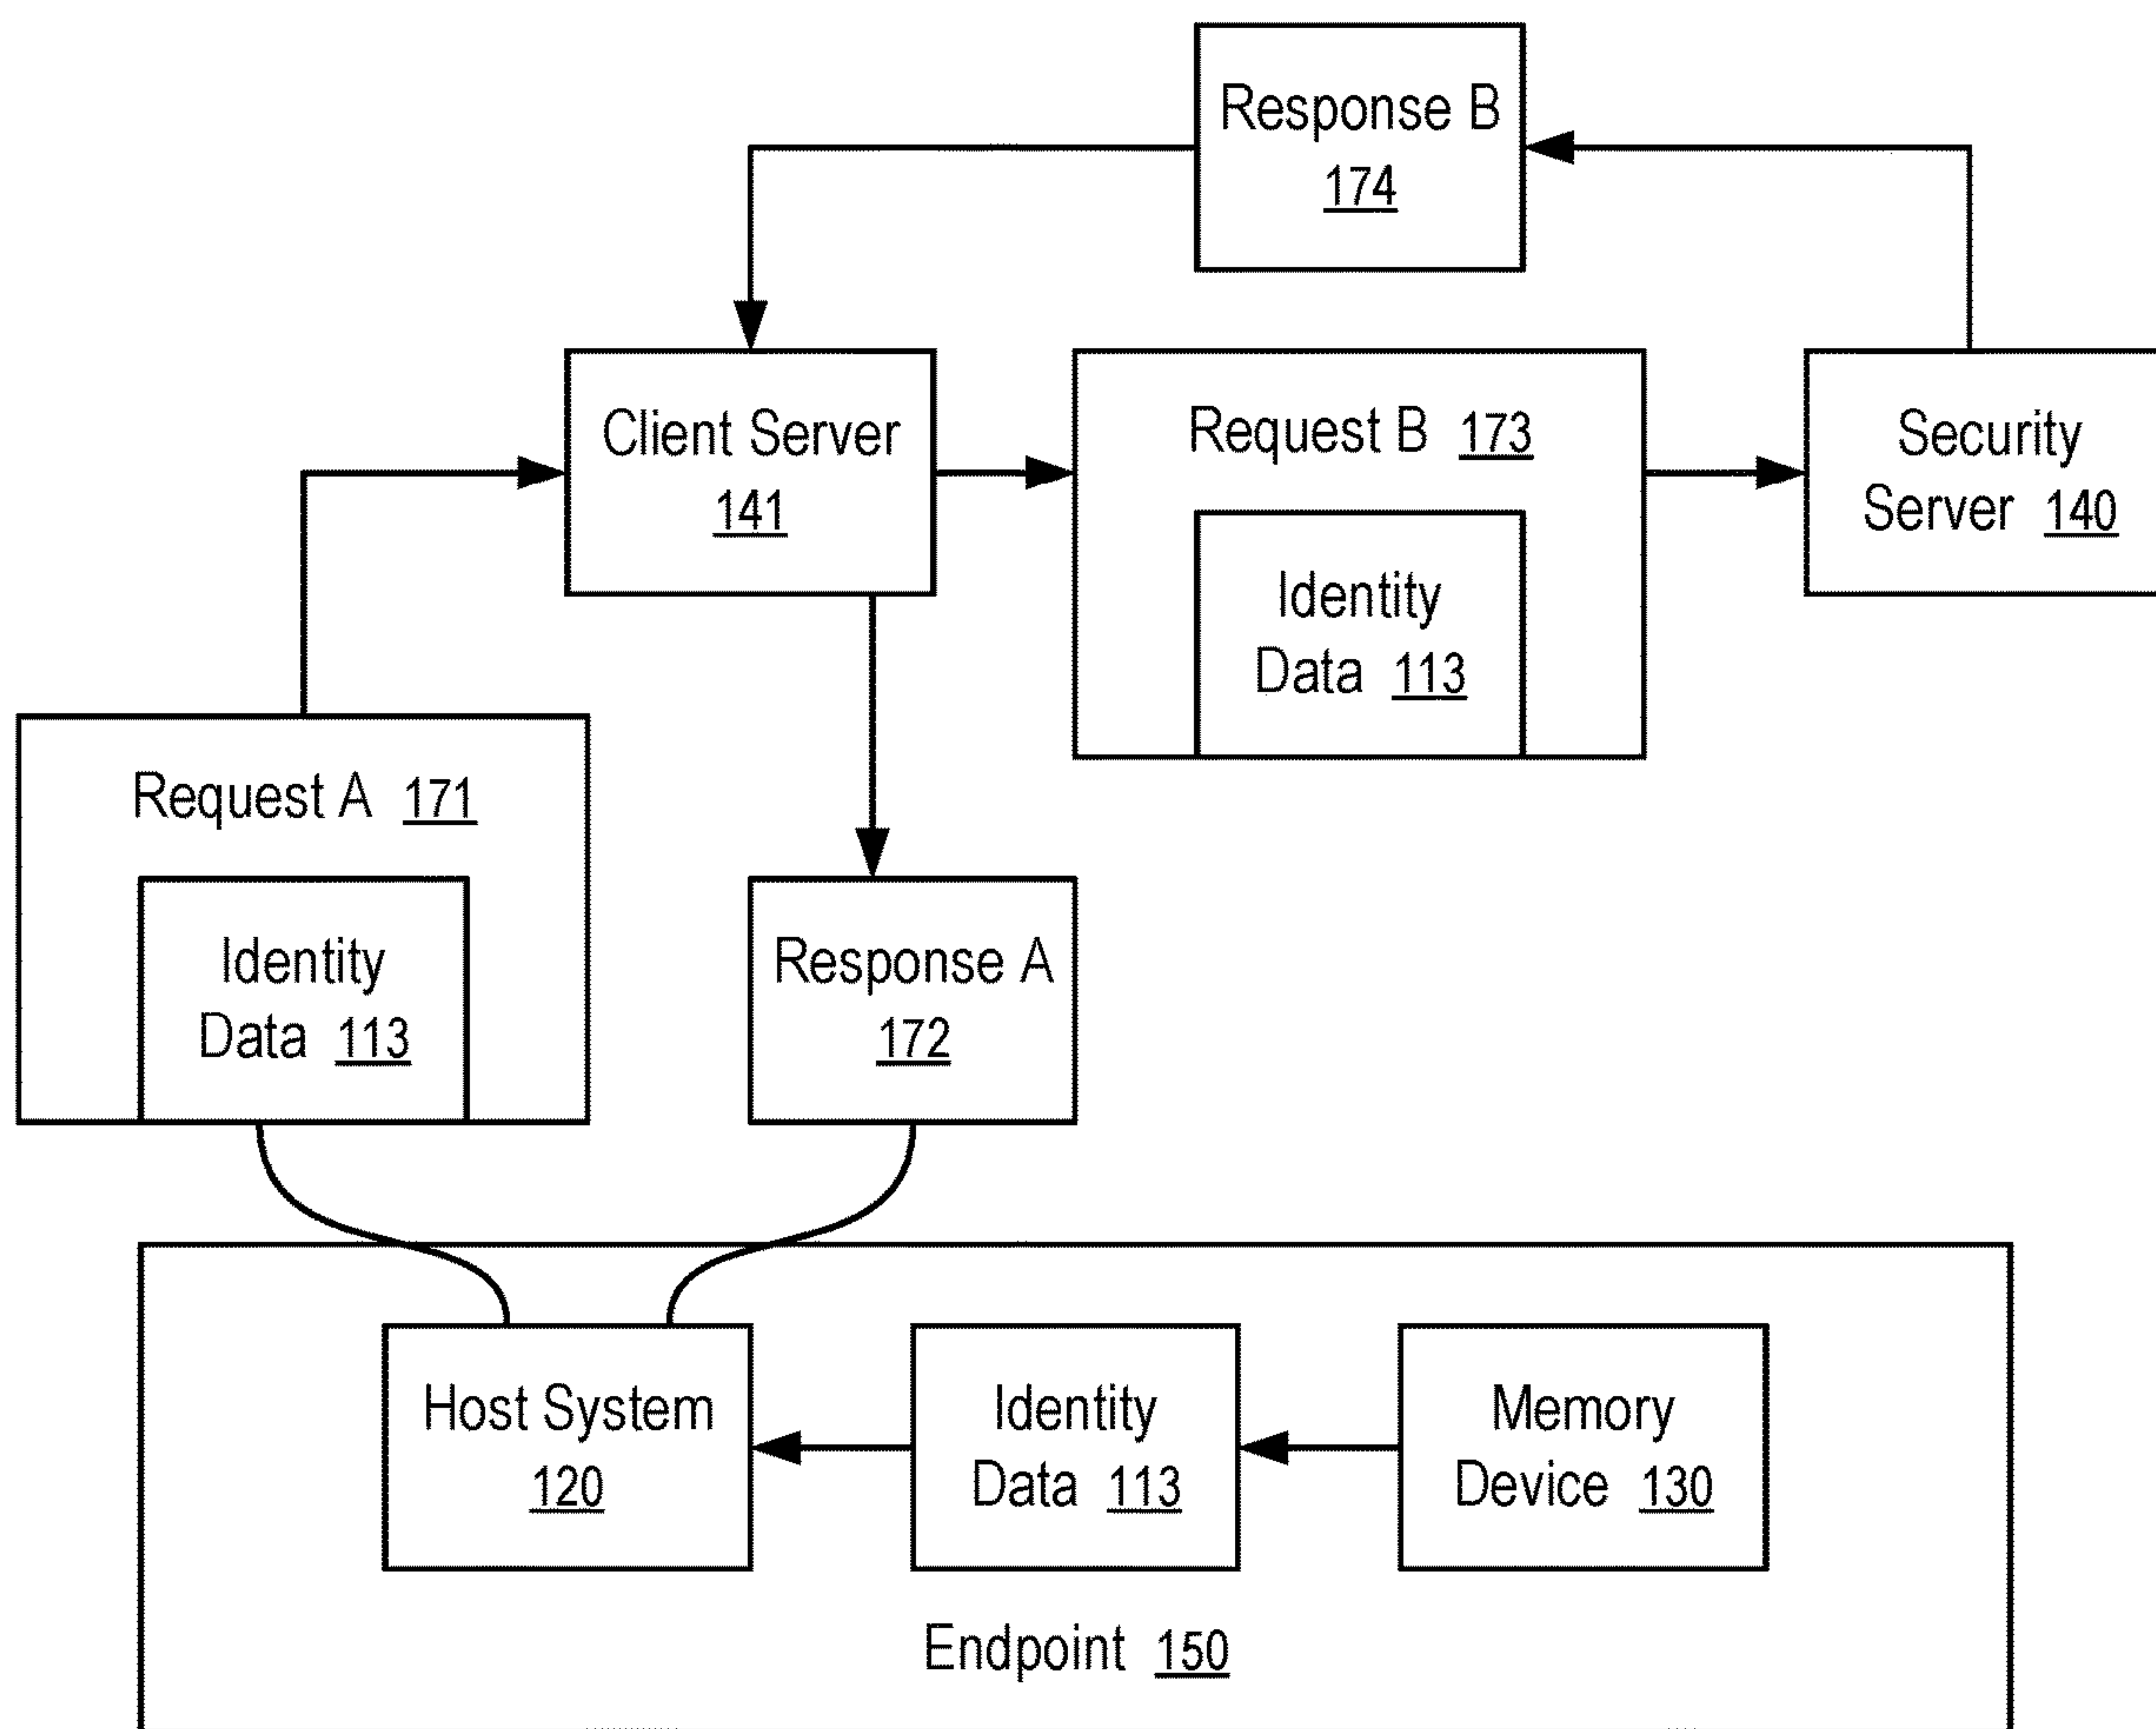 Response B
174
Client Server
141
Request B 173
Identity
Data 113
Security
Server 140
Request A 171
Identity
Data 113
Response A
172
Host System
120
Identity
Data 113
Memory
Device 130
Endpoint 150